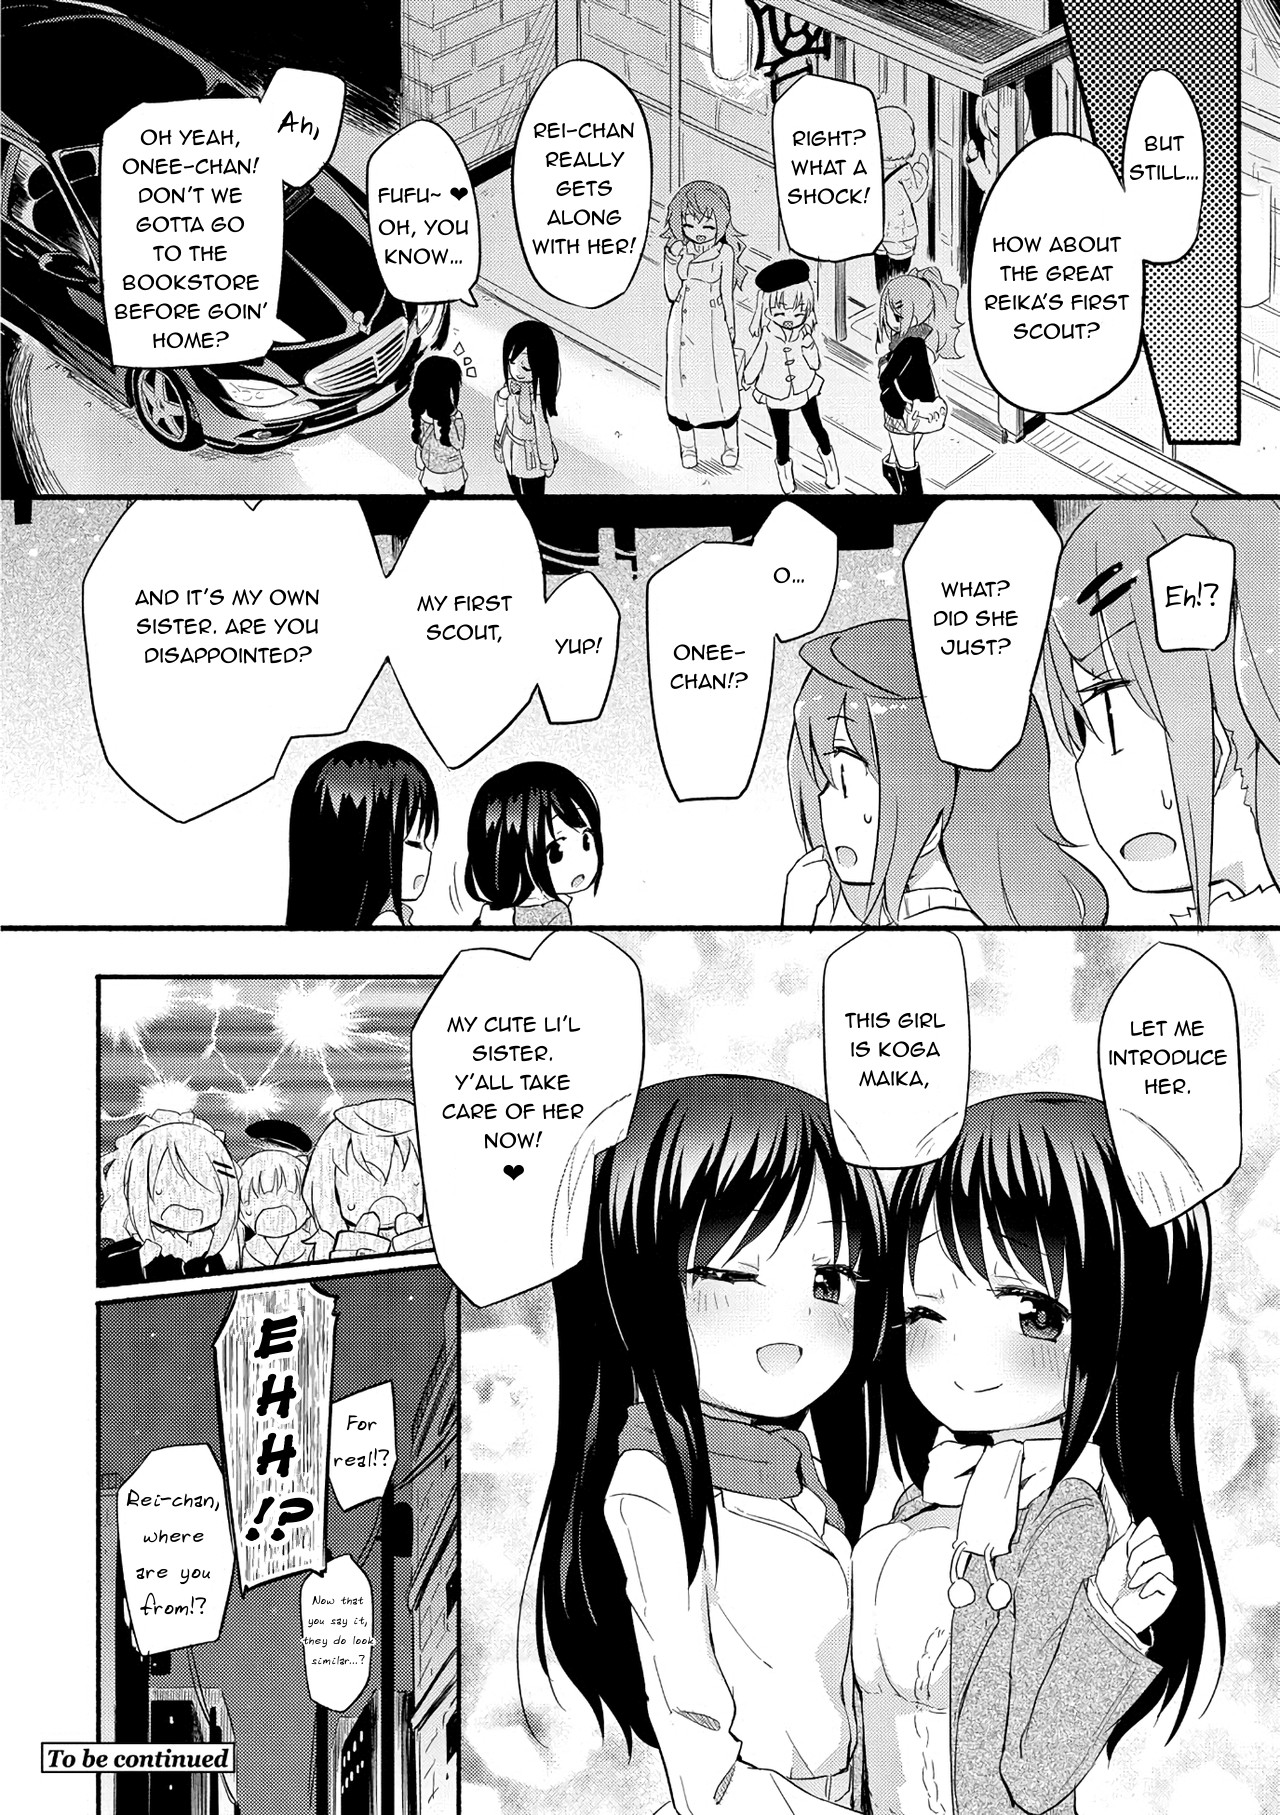 BUT
STILL...
HOW ABOUT
THE GREAT
REIKA'S FIRST
SCOUT?
RIGHT?
WHAT A
SHOCK!
REI-CHAN
REALLY
GETS
ALONG
WITH HER!
FUFU~ ❤
OH, YOU
KNOW...
Ah,
OH YEAH,
ONEE-CHAN!
DON'T WE
GOTTA GO
TO THE
BOOKSTORE
BEFORE GOIN'
HOME?
Eh!?
WHAT?
DID SHE
JUST?
O...
ONEE-
CHAN!?
YUP!
MY FIRST
SCOUT,
AND IT'S MY OWN
SISTER. ARE YOU
DISAPPOINTED?
LET ME
INTRODUCE
HER.
THIS GIRL
IS KOGA
MAIKA,
MY CUTE LI'L
SISTER.
Y'ALL TAKE
CARE OF HER
NOW!
❤
EHH!?
For
real!?
Rei-chan,
where
are you
from!?
Now that
you say it,
they do look
similar...?
To be continued